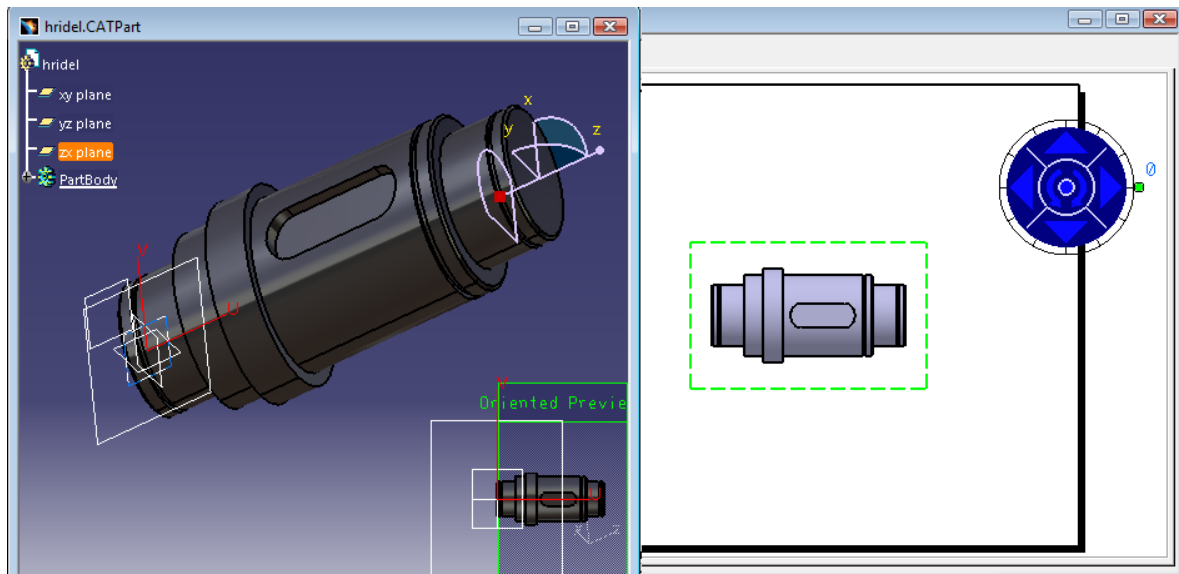 hridel.CATPart
hridel
xy plane
yz plane
zx plane
PartBody
x
y
z
V
U
0
Oriented Previe
V
U
x
z